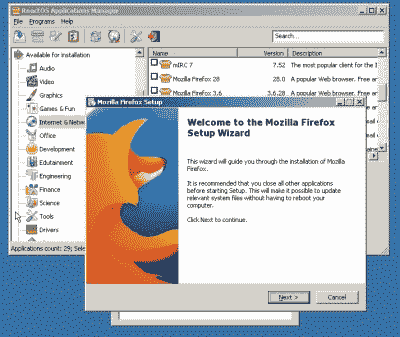 ReactOS Applications Manager
File Programs Help
Search...
Available for installation
Audio
Video
Graphics
Games & Fun
Internet & Netw
Office
Development
Edutainment
Engineering
Finance
Science
Tools
Drivers
Applications count: 29; Selec
Name Version Description
mIRC 7 7.52 The most popular client for the I
Mozilla Firefox 28 28.0 A popular Web browser. Free an
Mozilla Firefox 3.6 3.6.28 A popular Web browser. Free ar
Mozilla Firefox Setup
Welcome to the Mozilla Firefox
Setup Wizard
This wizard will guide you through the installation of Mozilla
Firefox.
It is recommended that you close all other applications
before starting Setup. This will make it possible to update
relevant system files without having to reboot your
computer.
Click Next to continue.
Next > Cancel